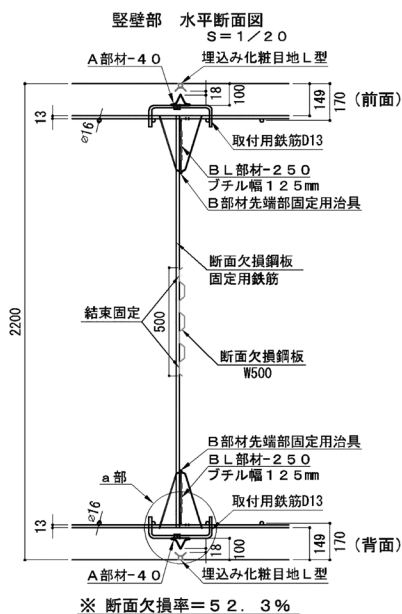 竪壁部 水平断面図
S=1/20
A部材-40
埋込み化粧目地L型
18
100
149
170
(前面)
13
⌀16
取付用鉄筋D13
BL部材-250
ブチル幅125㎜
B部材先端部固定用治具
断面欠損鋼板
固定用鉄筋
2200
結束固定
500
断面欠損鋼板
W500
B部材先端部固定用治具
BL部材-250
ブチル幅125㎜
a部
取付用鉄筋D13
⌀16
13
18
100
149
170
(背面)
A部材-40
埋込み化粧目地L型
※ 断面欠損率=52.3%